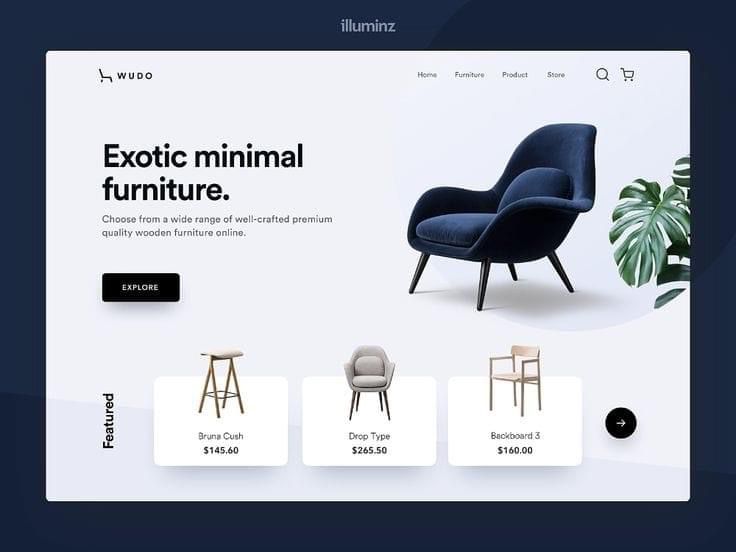 illuminz
WUDO
Home Furniture Product Store
Exotic minimal
furniture.
Choose from a wide range of well-crafted premium
quality wooden furniture online.
EXPLORE
Featured
Bruna Cush
$145.60
Drop Type
$265.50
Backboard 3
$160.00